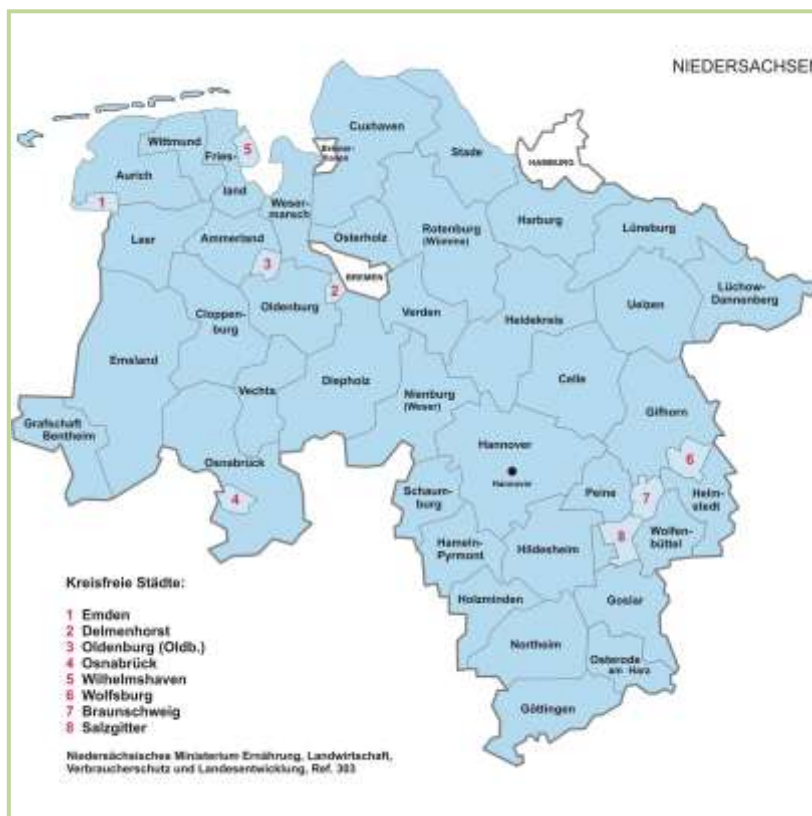 NIEDERSACHSEN
Cuxhaven
Wittmund
Fries-
land
5
Bremer-
haven
Stade
HAMBURG
Aurich
1
Weser-
marsch
Leer
Ammerland
Osterholz
Rotenburg
(Wümme)
Harburg
Lüneburg
3
BREMEN
2
Oldenburg
Cloppen-
burg
Verden
Heidekreis
Uelzen
Lüchow-
Dannenberg
Emsland
Vechta
Diepholz
Nienburg
(Weser)
Celle
Gifhorn
Grafschaft
Bentheim
Osnabrück
4
Hannover
Hannover
6
Schaum-
burg
Peine
7
Helm-
stedt
8
Wolfen-
büttel
Hameln-
Pyrmont
Hildesheim
Holzminden
Goslar
Northeim
Osterode
am Harz
Göttingen
Kreisfreie Städte:
1 Emden
2 Delmenhorst
3 Oldenburg (Oldb.)
4 Osnabrück
5 Wilhelmshaven
6 Wolfsburg
7 Braunschweig
8 Salzgitter
Niedersächsisches Ministerium Ernährung, Landwirtschaft,
Verbraucherschutz und Landesentwicklung, Ref. 303